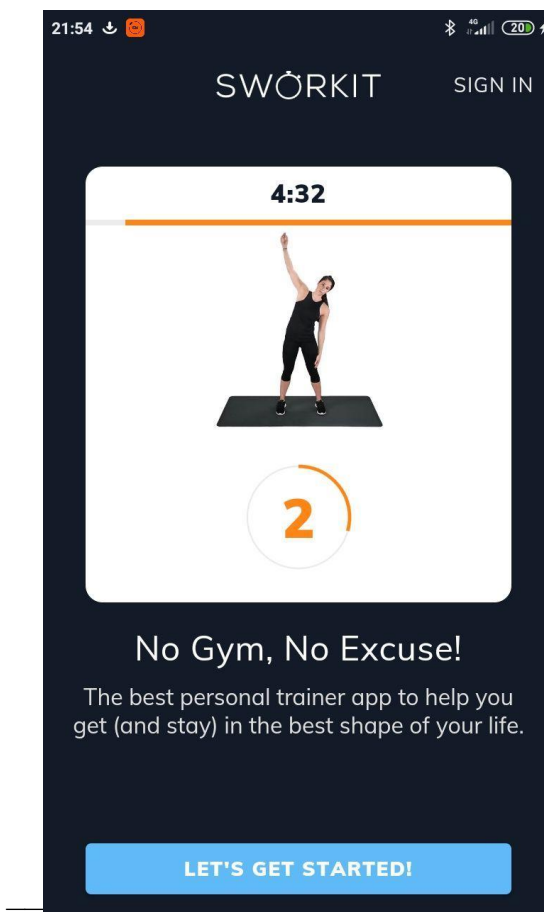 21:54
4G 20
SWORKIT SIGN IN
4:32
2
No Gym, No Excuse!
The best personal trainer app to help you
get (and stay) in the best shape of your life.
LET'S GET STARTED!